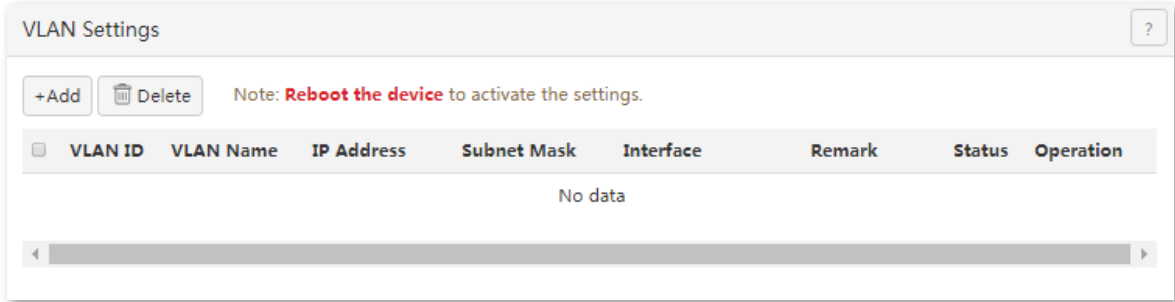 VLAN Settings ?
+Add Delete Note: Reboot the device to activate the settings.
VLAN ID VLAN Name IP Address Subnet Mask Interface Remark Status Operation
No data